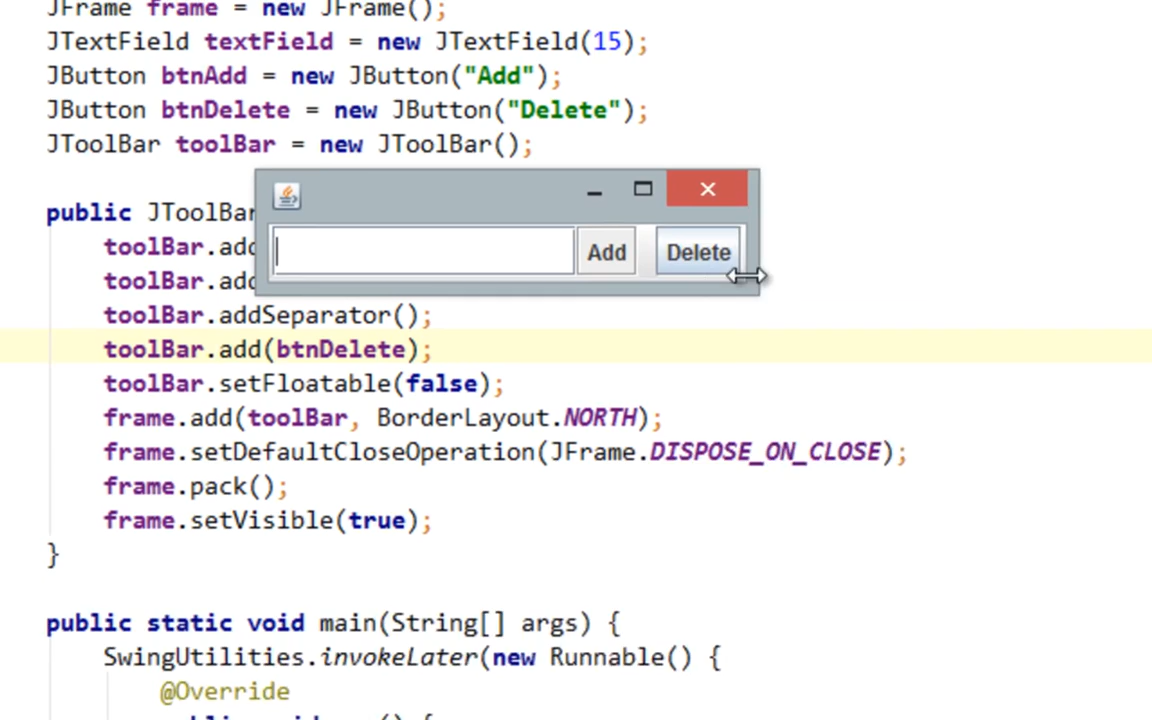 JFrame frame = new JFrame();
JTextField textField = new JTextField(15);
JButton btnAdd = new JButton("Add");
JButton btnDelete = new JButton("Delete");
JToolBar toolBar = new JToolBar();
public JToolBar
Add Delete
toolBar.add
toolBar.add
toolBar.addSeparator();
toolBar.add(btnDelete);
toolBar.setFloatable(false);
frame.add(toolBar, BorderLayout.NORTH);
frame.setDefaultCloseOperation(JFrame.DISPOSE_ON_CLOSE);
frame.pack();
frame.setVisible(true);
}
public static void main(String[] args) {
SwingUtilities.invokeLater(new Runnable() {
@Override